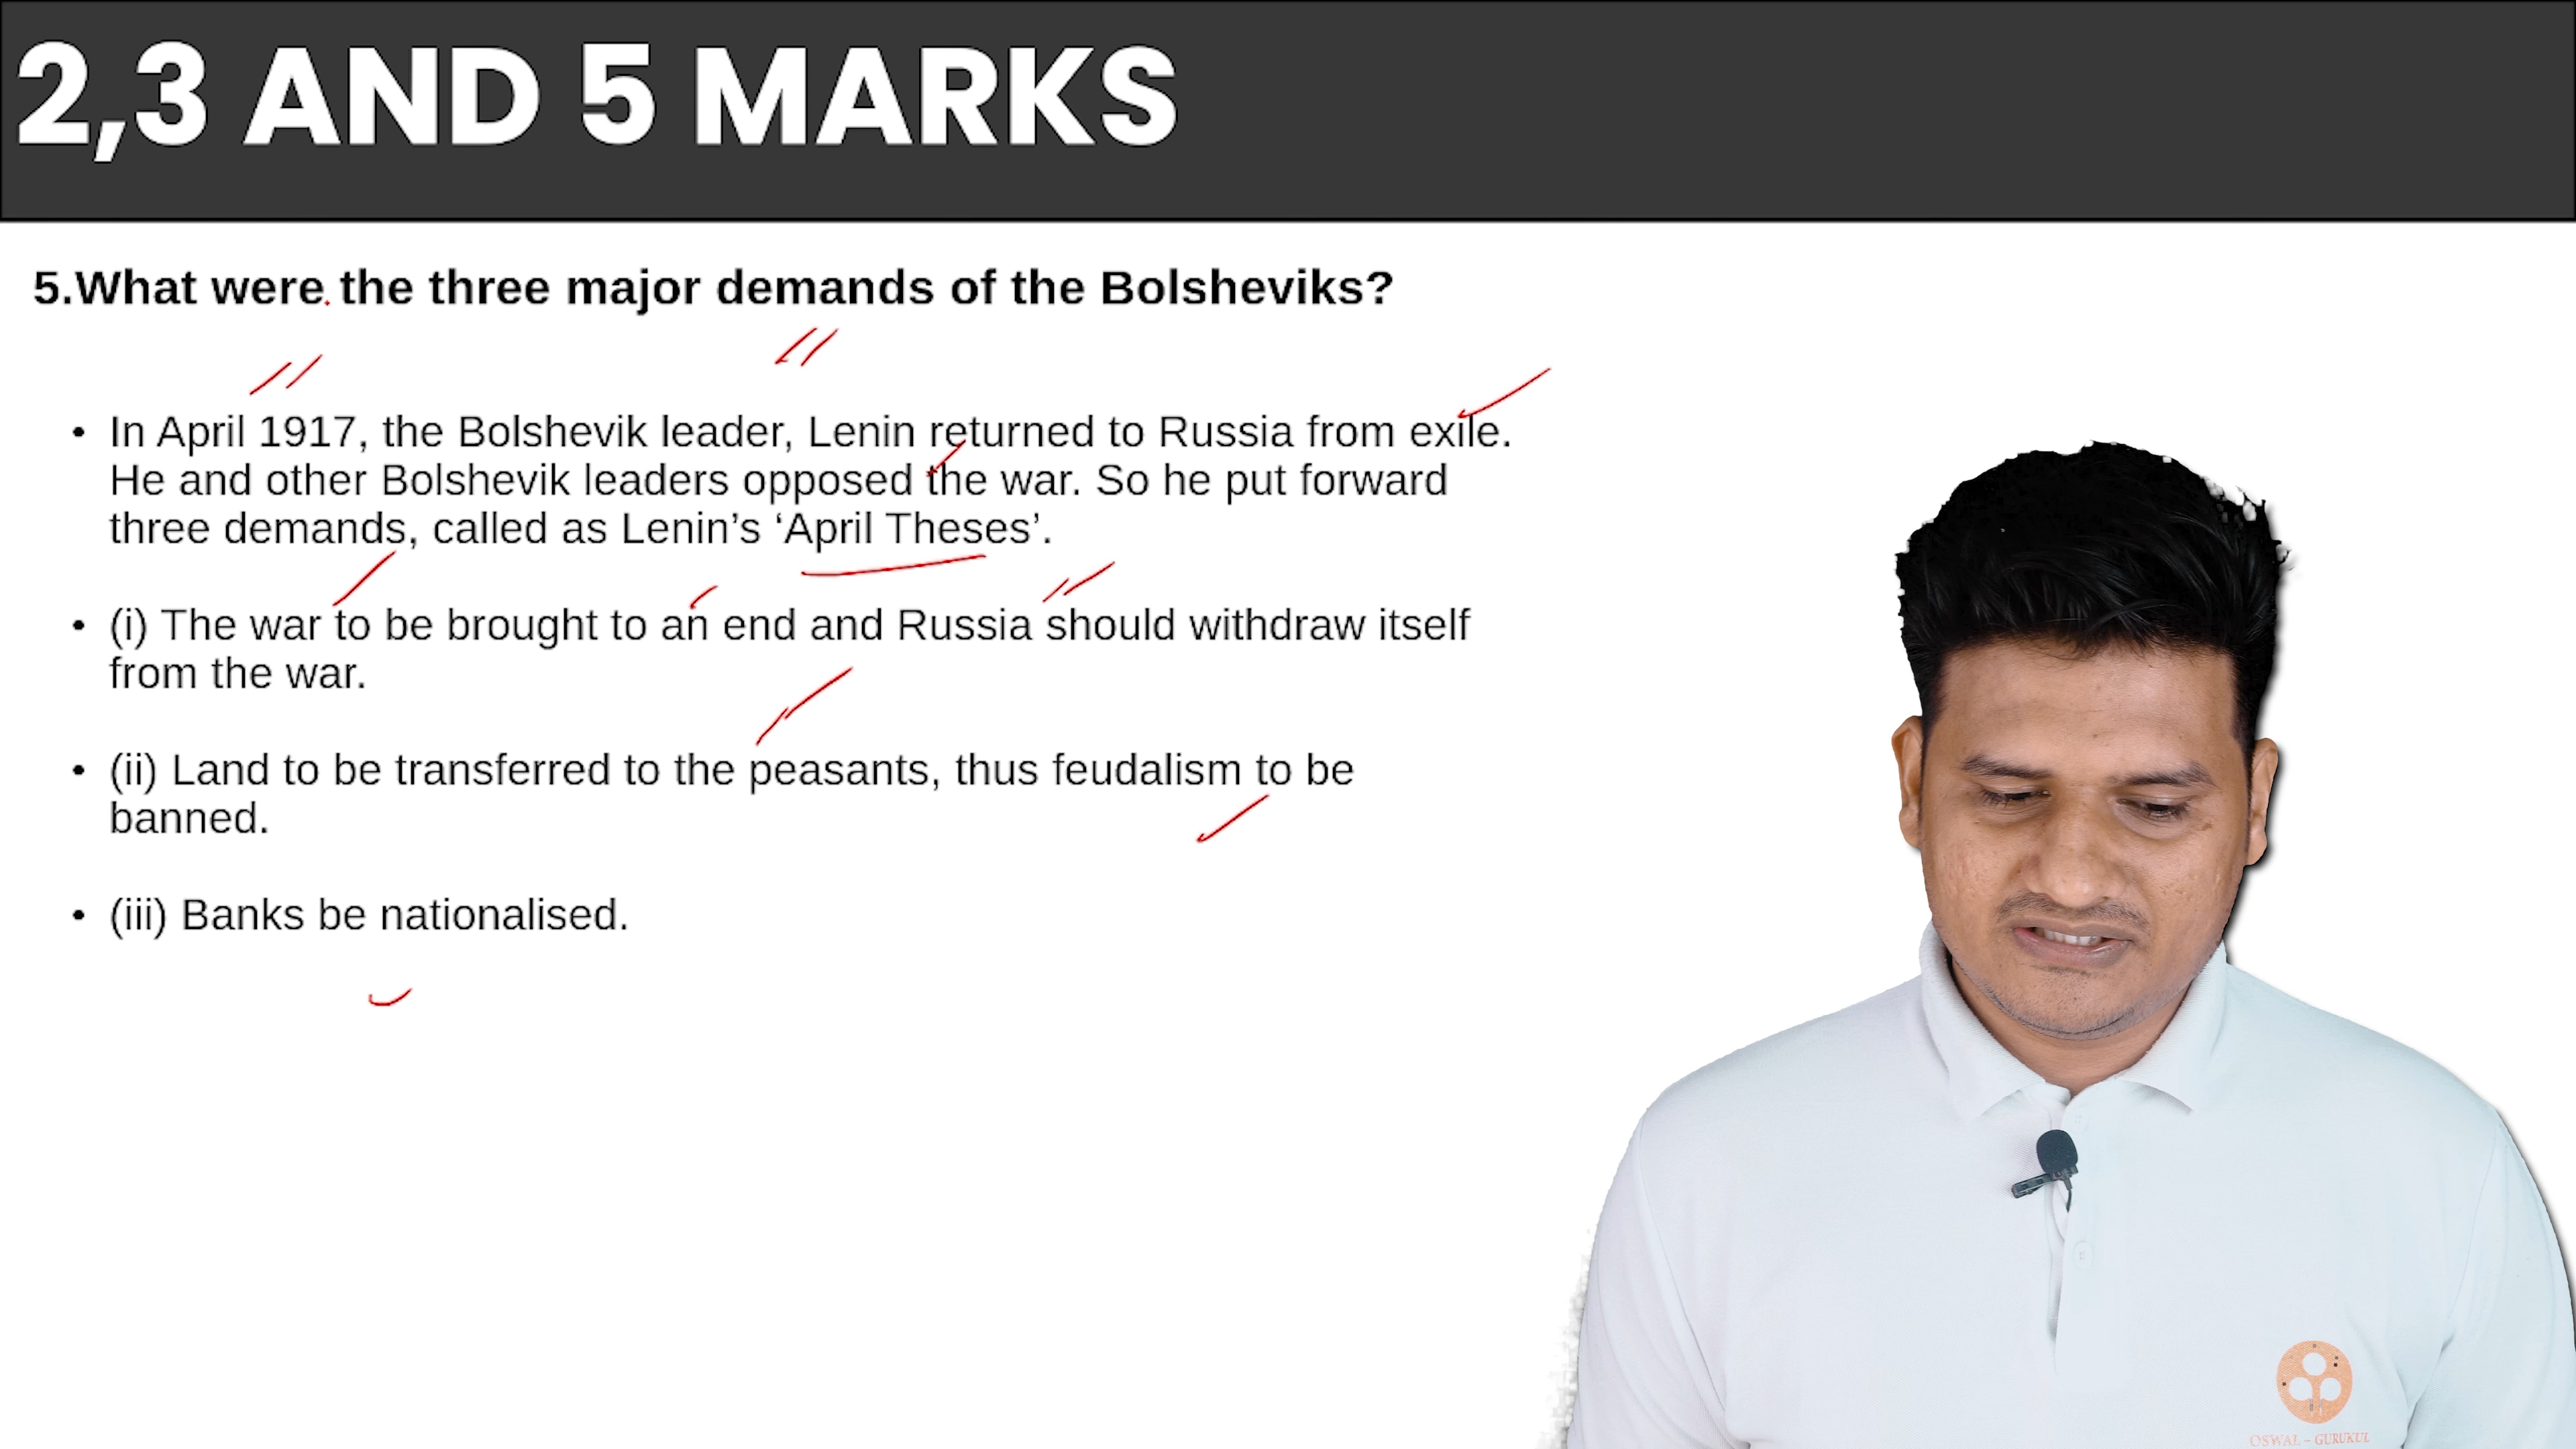 2,3 AND 5 MARKS
5.What were the three major demands of the Bolsheviks?
• In April 1917, the Bolshevik leader, Lenin returned to Russia from exile.
He and other Bolshevik leaders opposed the war. So he put forward
three demands, called as Lenin’s ‘April Theses’.
• (i) The war to be brought to an end and Russia should withdraw itself
from the war.
• (ii) Land to be transferred to the peasants, thus feudalism to be
banned.
• (iii) Banks be nationalised.
OSWAL – GURUKUL